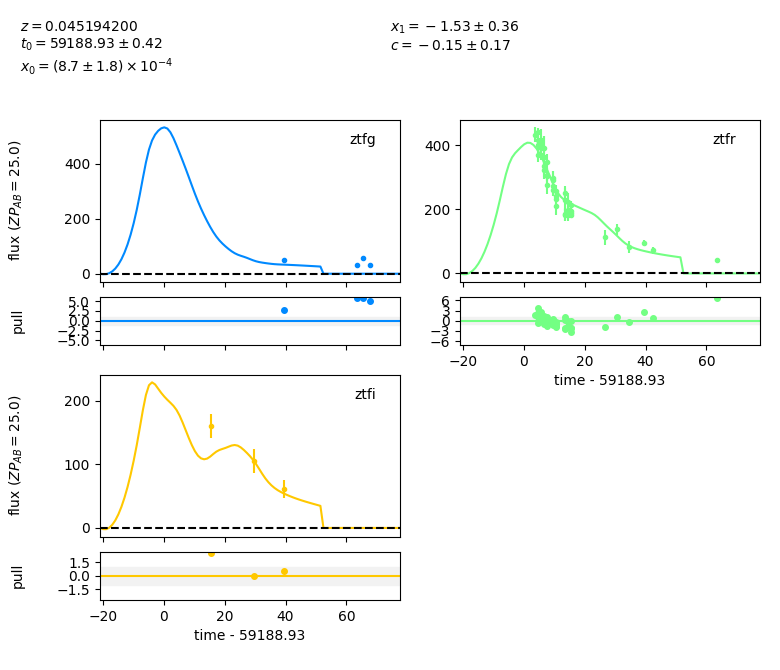 z = 0.045194200
t0 = 59188.93 ± 0.42
x0 = (8.7 ± 1.8) × 10^−4
x1 = −1.53 ± 0.36
c = −0.15 ± 0.17
ztfg
flux (ZP_AB = 25.0)
400
200
0
pull
5.0
2.5
0.0
−2.5
−5.0
ztfr
400
200
0
6
3
0
−3
−6
−20
0
20
40
60
time - 59188.93
ztfi
flux (ZP_AB = 25.0)
200
100
0
pull
1.5
0.0
−1.5
−20
0
20
40
60
time - 59188.93